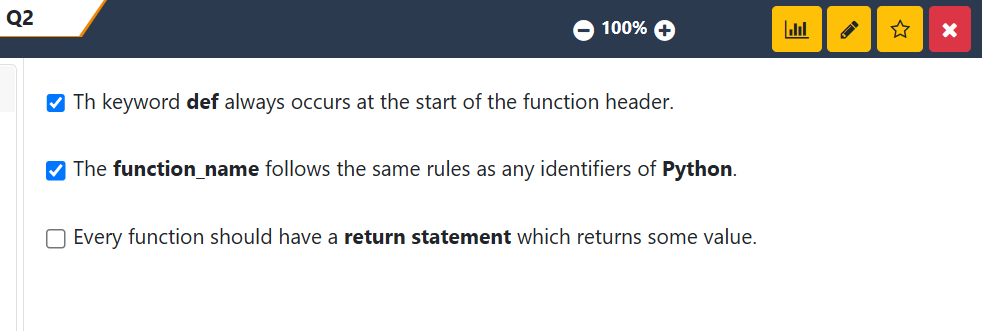 Q2
100%
Th keyword def always occurs at the start of the function header.
The function_name follows the same rules as any identifiers of Python.
Every function should have a return statement which returns some value.